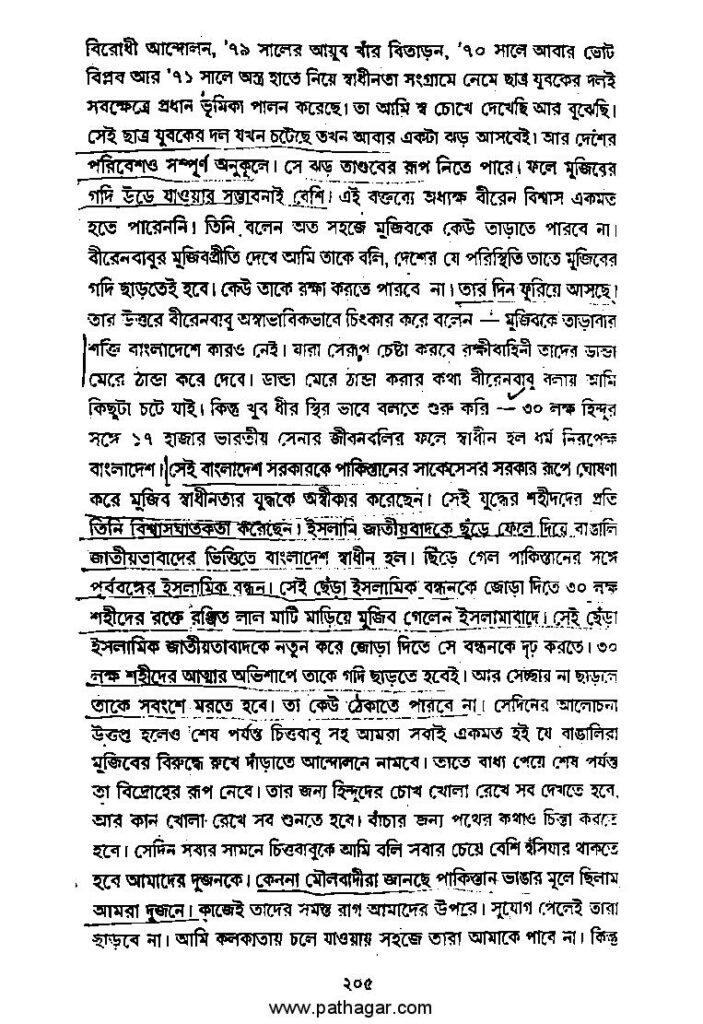 বিরোধী আন্দোলন, '৭৯ সালের আয়ুব খাঁর বিতাড়ন, '৭০ সালে আবার ভোট
বিপ্লব আর '৭১ সালে অস্ত্র হাতে নিয়ে স্বাধীনতা সংগ্রামে নেমে ছাত্র যুবকের দলই
সবক্ষেত্রে প্রধান ভূমিকা পালন করেছে। তা আমি স্ব চোখে দেখেছি আর বুঝেছি।
সেই ছাত্র যুবকের দল যখন চটেছে তখন আবার একটা ঝড় আসবেই। আর দেশের
পরিবেশও সম্পূর্ণ অনুকূলে। সে ঝড় তাণ্ডবের রূপ নিতে পারে। ফলে মুজিবের
গদি উড়ে যাওয়ার সম্ভাবনাই বেশি। এই বক্তব্যে অধ্যক্ষ বীরেন বিশ্বাস একমত
হতে পারেননি। তিনি বলেন অত সহজে মুজিবকে কেউ তাড়াতে পারবে না।
বীরেনবাবুর মুজিবপ্রীতি দেখে আমি তাকে বলি, দেশের যে পরিস্থিতি তাতে মুজিবের
গদি ছাড়তেই হবে। কেউ তাকে রক্ষা করতে পারবে না। তার দিন ফুরিয়ে আসছে।
তার উত্তরে বীরেনবাবু অস্বাভাবিকভাবে চিৎকার করে বলেন — মুজিবকে তাড়াবার
শক্তি বাংলাদেশে কারও নেই। যারা সেরূপ চেষ্টা করবে রক্ষীবাহিনী তাদের ডান্ডা
মেরে ঠান্ডা করে দেবে। ডান্ডা মেরে ঠান্ডা করার কথা বীরেনবাবু বলায় আমি
কিছুটা চটে যাই। কিন্তু খুব ধীর স্থির ভাবে বলতে শুরু করি — ৩০ লক্ষ হিন্দুর
সঙ্গে ১৭ হাজার ভারতীয় সেনার জীবনবলির ফলে স্বাধীন হল ধর্ম নিরপেক্ষ
বাংলাদেশ। সেই বাংলাদেশ সরকারকে পাকিস্তানের সাকসেসর সরকার রূপে ঘোষণা
করে মুজিব স্বাধীনতার যুদ্ধকে অস্বীকার করেছেন। সেই যুদ্ধের শহীদদের প্রতি
তিনি বিশ্বাসঘাতকতা করেছেন। ইসলামি জাতীয়বাদকে ছুঁড়ে ফেলে দিয়ে বাঙালি
জাতীয়তাবাদের ভিত্তিতে বাংলাদেশ স্বাধীন হল। ছিঁড়ে গেল পাকিস্তানের সঙ্গে
পূর্ববঙ্গের ইসলামিক বন্ধন। সেই ছেঁড়া ইসলামিক বন্ধনকে জোড়া দিতে ৩০ লক্ষ
শহীদের রক্তে রঞ্জিত লাল মাটি মাড়িয়ে মুজিব গেলেন ইসলামাবাদে। সেই ছেঁড়া
ইসলামিক জাতীয়তাবাদকে নতুন করে জোড়া দিতে সে বন্ধনকে দৃঢ় করতে। ৩০
লক্ষ শহীদের আত্মার অভিশাপে তাকে গদি ছাড়তে হবেই। আর সেচ্ছার না ছাড়লে
তাকে সবংশে মরতে হবে। তা কেউ ঠেকাতে পারবে না। সেদিনের আলোচনা
উত্তপ্ত হলেও শেষ পর্যন্ত চিত্তবাবু সহ আমরা সবাই একমত হই যে বাঙালিরা
মুজিবের বিরুদ্ধে রুখে দাঁড়াতে আন্দোলনে নামবে। তাতে বাধা পেয়ে শেষ পর্যন্ত
তা বিদ্রোহের রূপ নেবে। তার জন্য হিন্দুদের চোখ খোলা রেখে সব দেখতে হবে,
আর কান খোলা রেখে সব শুনতে হবে। বাঁচার জন্য পথের কথাও চিন্তা করতে
হবে। সেদিন সবার সামনে চিত্তবাবুকে আমি বলি সবার চেয়ে বেশি হুঁসিয়ার থাকতে
হবে আমাদের দুজনকে। কেননা মৌলবাদীরা জানছে পাকিস্তান ভাঙার মূলে ছিলাম
আমরা দুজনে। কাজেই তাদের সমস্ত রাগ আমাদের উপরে। সুযোগ পেলেই তারা
ছাড়বে না। আমি কলকাতায় চলে যাওয়ায় সহজে তারা আমাকে পাবে না। কিন্তু
২০৫
www.pathagar.com